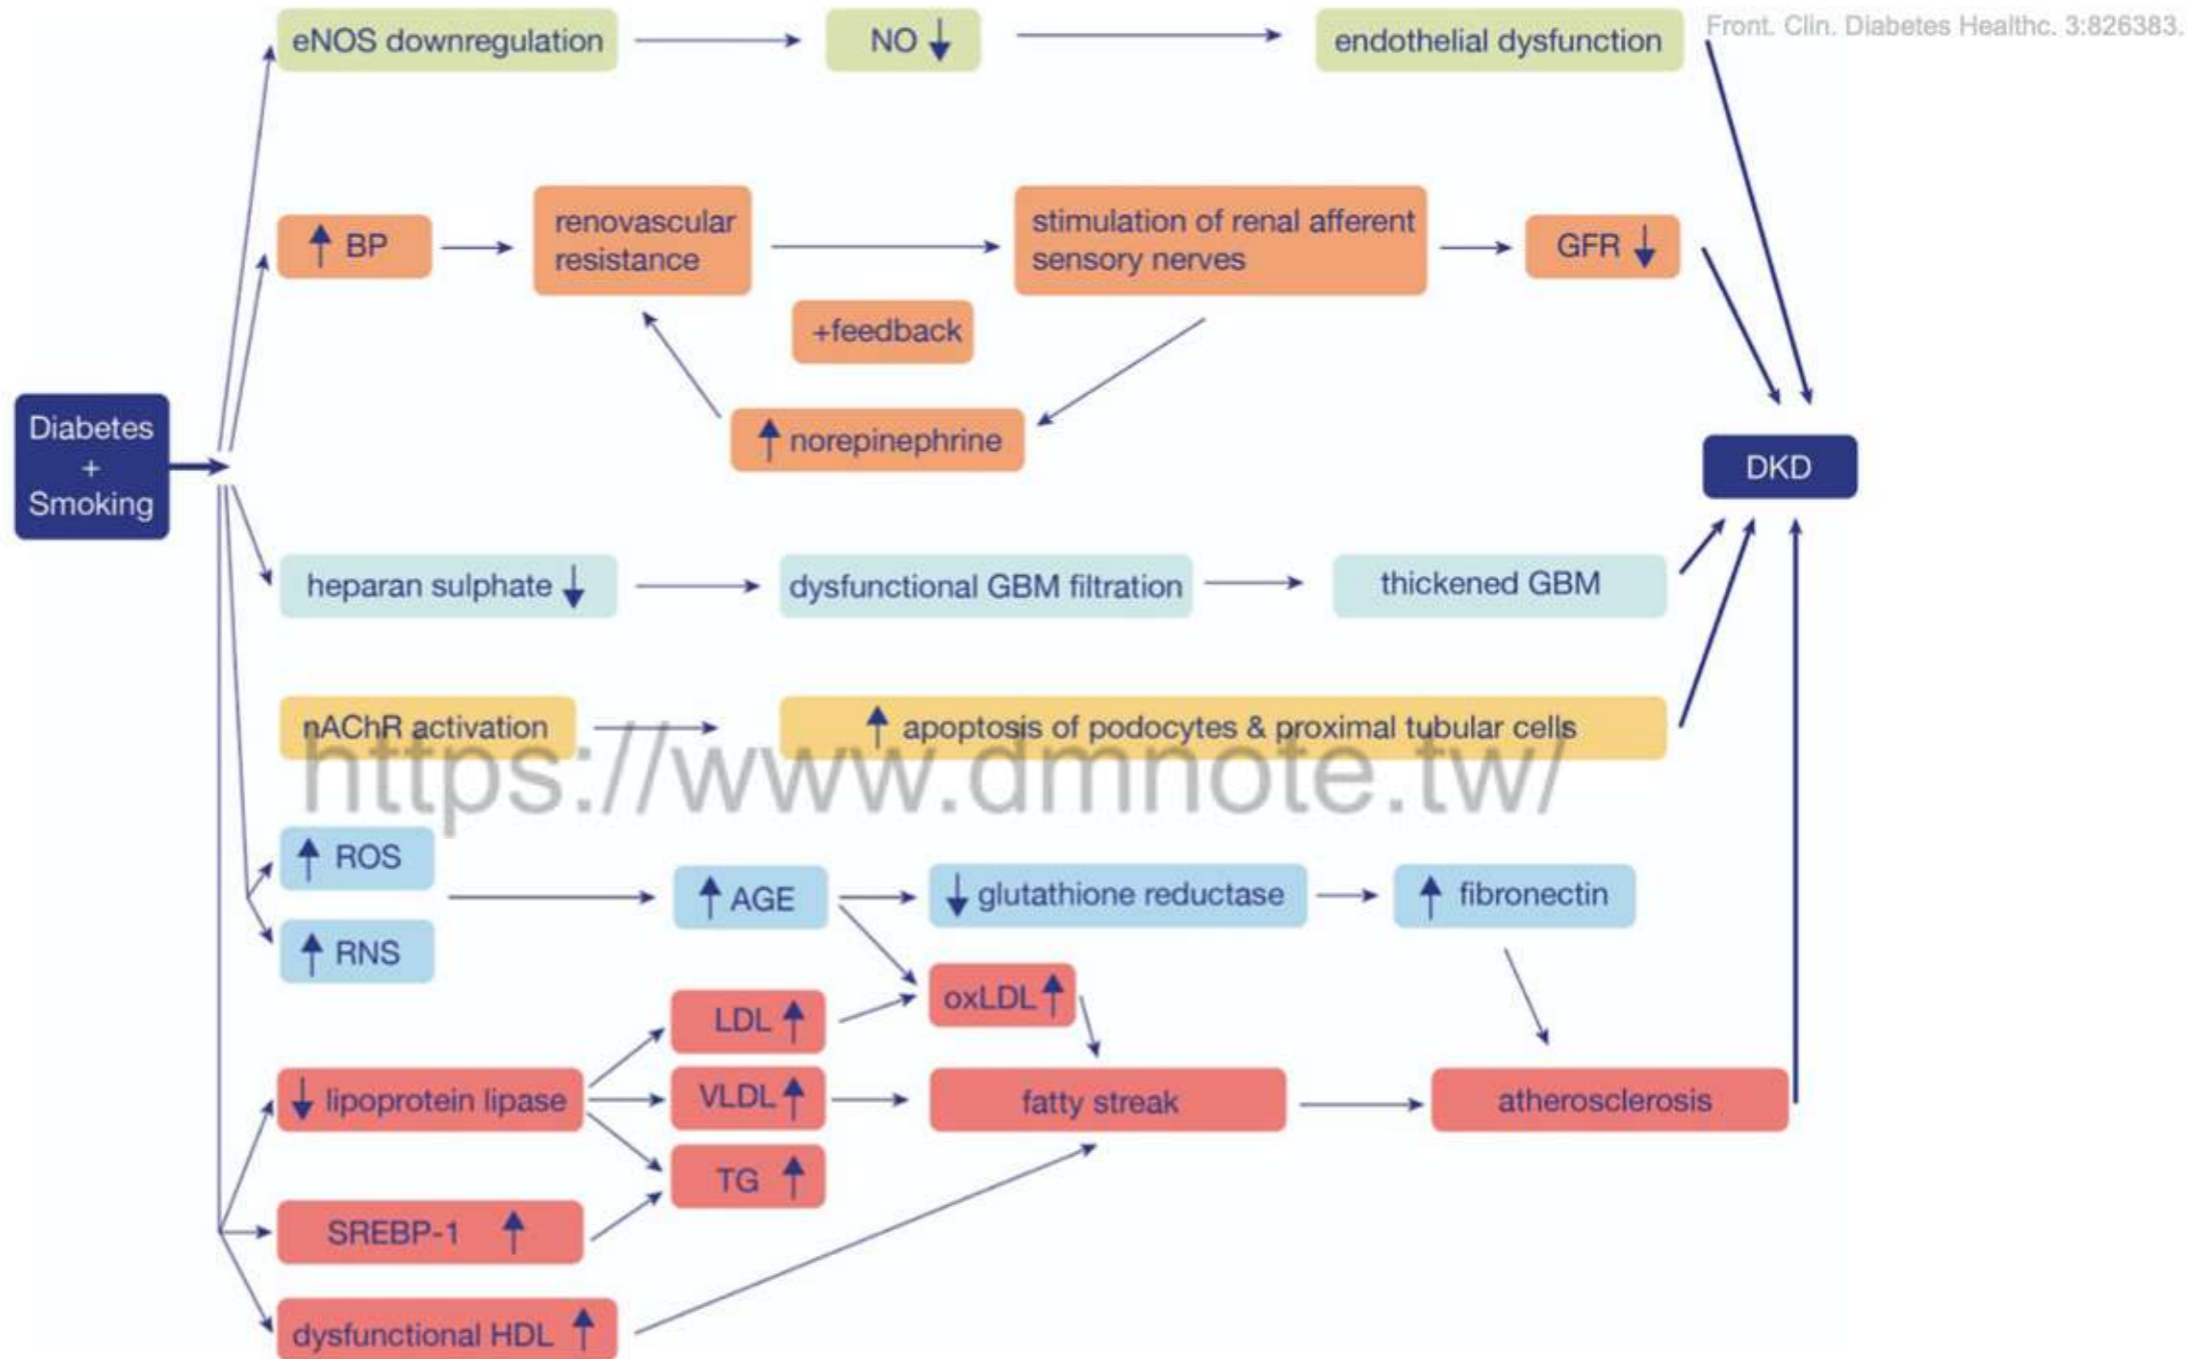 eNOS downregulation
NO ↓
endothelial dysfunction
Front. Clin. Diabetes Healthc. 3:826383.
↑ BP
renovascular
resistance
stimulation of renal afferent
sensory nerves
GFR ↓
+feedback
↑ norepinephrine
Diabetes
+
Smoking
DKD
heparan sulphate ↓
dysfunctional GBM filtration
thickened GBM
nAChR activation
↑ apoptosis of podocytes & proximal tubular cells
https://www.dmnote.tw/
↑ ROS
↑ RNS
↑ AGE
↓ glutathione reductase
↑ fibronectin
oxLDL ↑
LDL ↑
↓ lipoprotein lipase
VLDL ↑
fatty streak
atherosclerosis
TG ↑
SREBP-1 ↑
dysfunctional HDL ↑